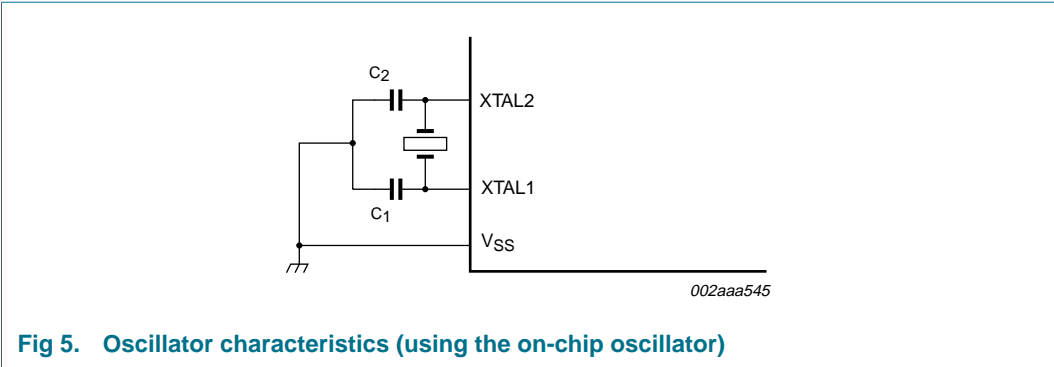 C2
XTAL2
XTAL1
C1
VSS
002aaa545
Fig 5. Oscillator characteristics (using the on-chip oscillator)